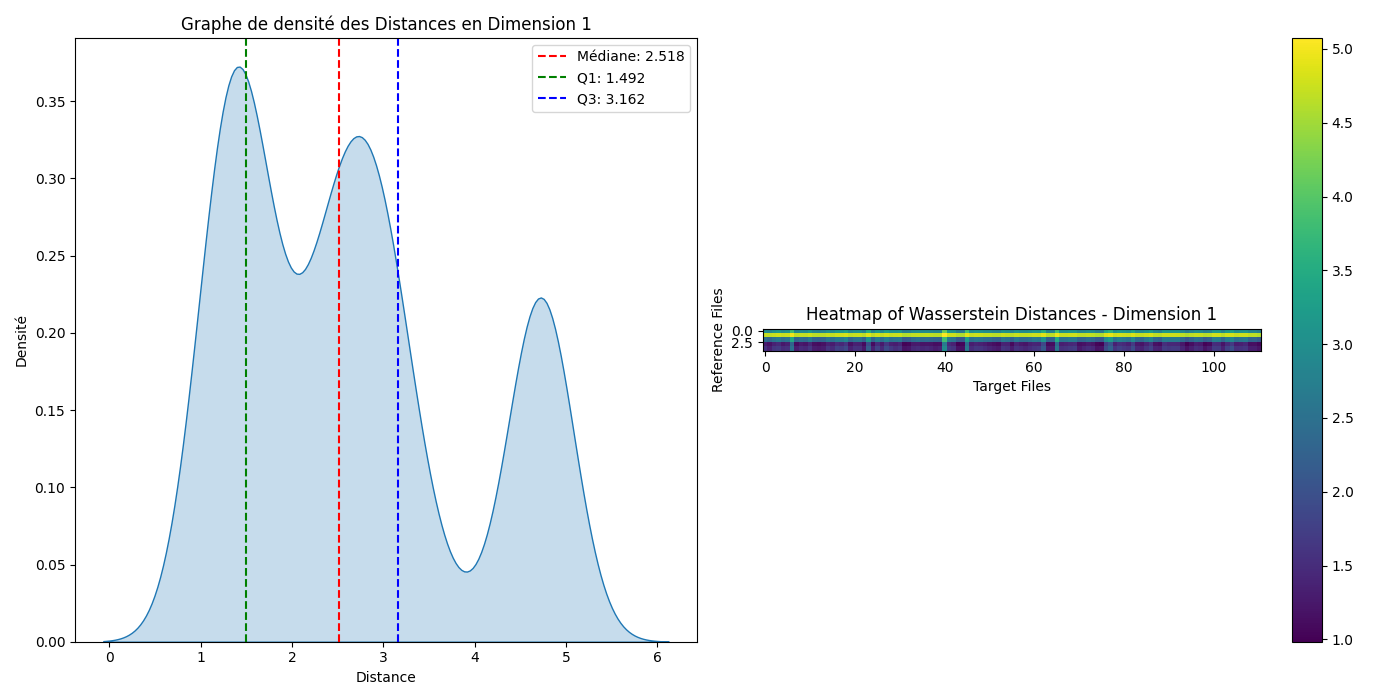 Graphe de densité des Distances en Dimension 1
Médiane: 2.518
Q1: 1.492
Q3: 3.162
Densité
0.35
0.30
0.25
0.20
0.15
0.10
0.05
0.00
0 1 2 3 4 5 6
Distance
Heatmap of Wasserstein Distances - Dimension 1
Reference Files
0.0
2.5
0 20 40 60 80 100
Target Files
5.0
4.5
4.0
3.5
3.0
2.5
2.0
1.5
1.0